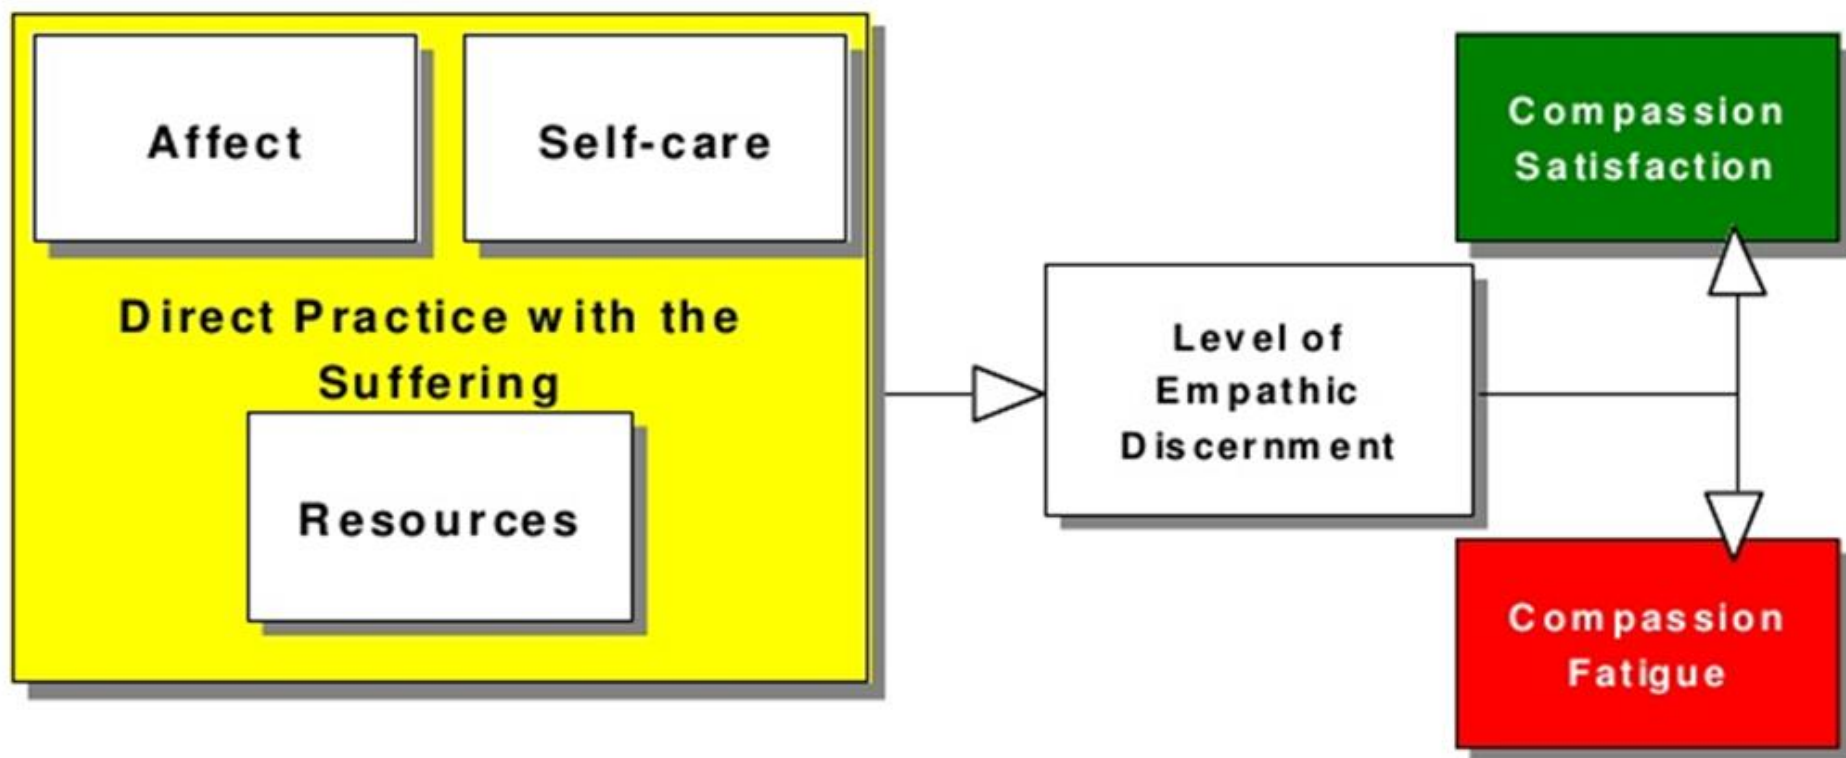 Affect
Self-care
Direct Practice with the
Suffering
Resources
Level of
Empathic
Discernment
Compassion
Satisfaction
Compassion
Fatigue